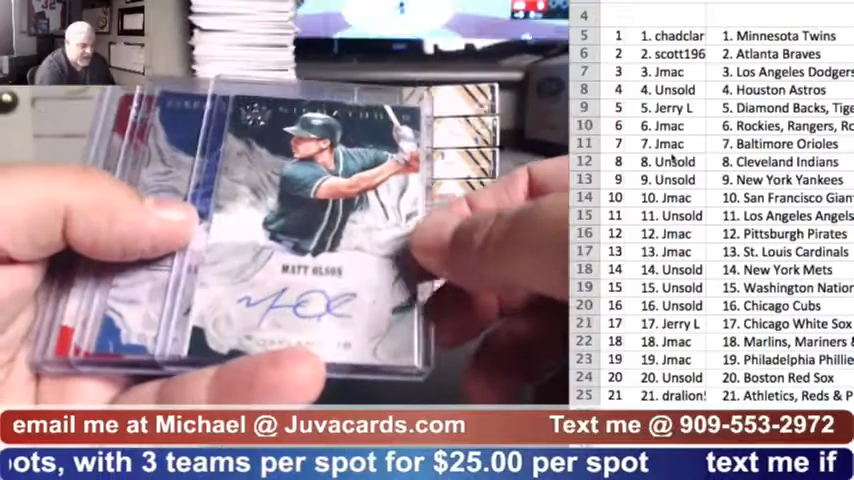 4
5 1 1. chadclar 1. Minnesota Twins
6 2 2. scott196 2. Atlanta Braves
7 3 3. Jmac 3. Los Angeles Dodgers
8 4 4. Unsold 4. Houston Astros
9 5 5. Jerry L 5. Diamond Backs, Tige
10 6 6. Jmac 6. Rockies, Rangers, Ro
11 7 7. Jmac 7. Baltimore Orioles
12 8 8. Unsold 8. Cleveland Indians
13 9 9. Unsold 9. New York Yankees
14 10 10. Jmac 10. San Francisco Gian
15 11 11. Unsold 11. Los Angeles Angels
16 12 12. Jmac 12. Pittsburgh Pirates
17 13 13. Jmac 13. St. Louis Cardinals
18 14 14. Unsold 14. New York Mets
19 15 15. Unsold 15. Washington Nation
20 16 16. Unsold 16. Chicago Cubs
21 17 17. Jerry L 17. Chicago White Sox
22 18 18. Jmac 18. Marlins, Mariners &
23 19 19. Jmac 19. Philadelphia Phillie
24 20 20. Unsold 20. Boston Red Sox
25 21 21. dralion! 21. Athletics, Reds & P
SIGNATURES
MATT OLSON
email me at Michael @ Juvacards.com Text me @ 909-553-2972
ots, with 3 teams per spot for $25.00 per spot text me if